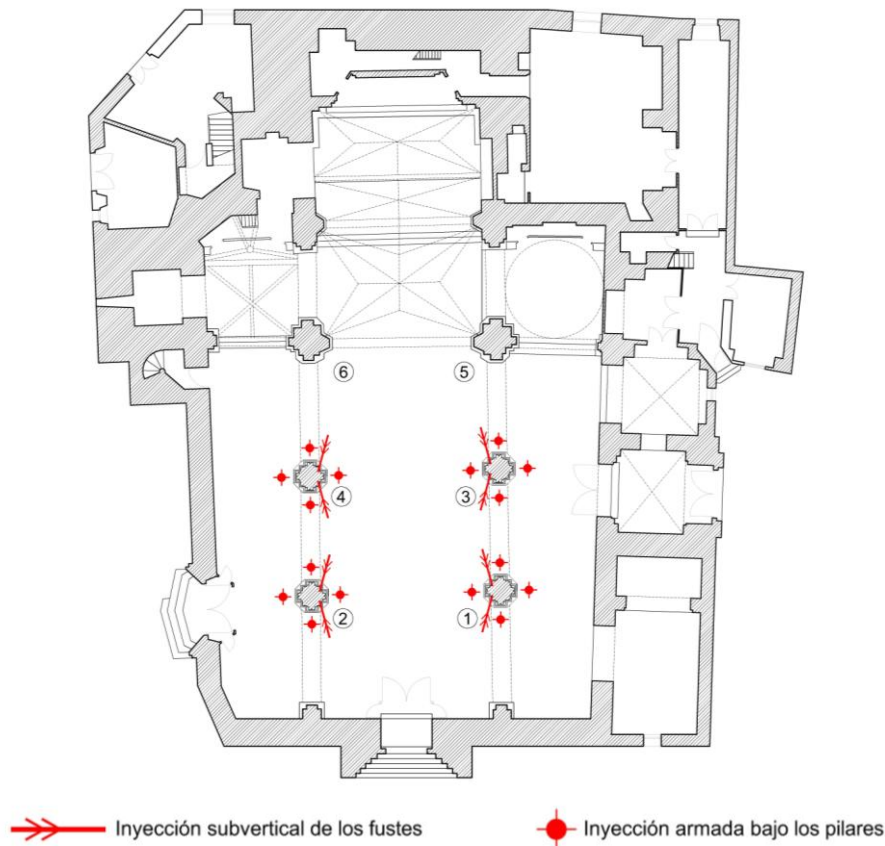 6 5
4 3
2 1
Inyección subvertical de los fustes Inyección armada bajo los pilares